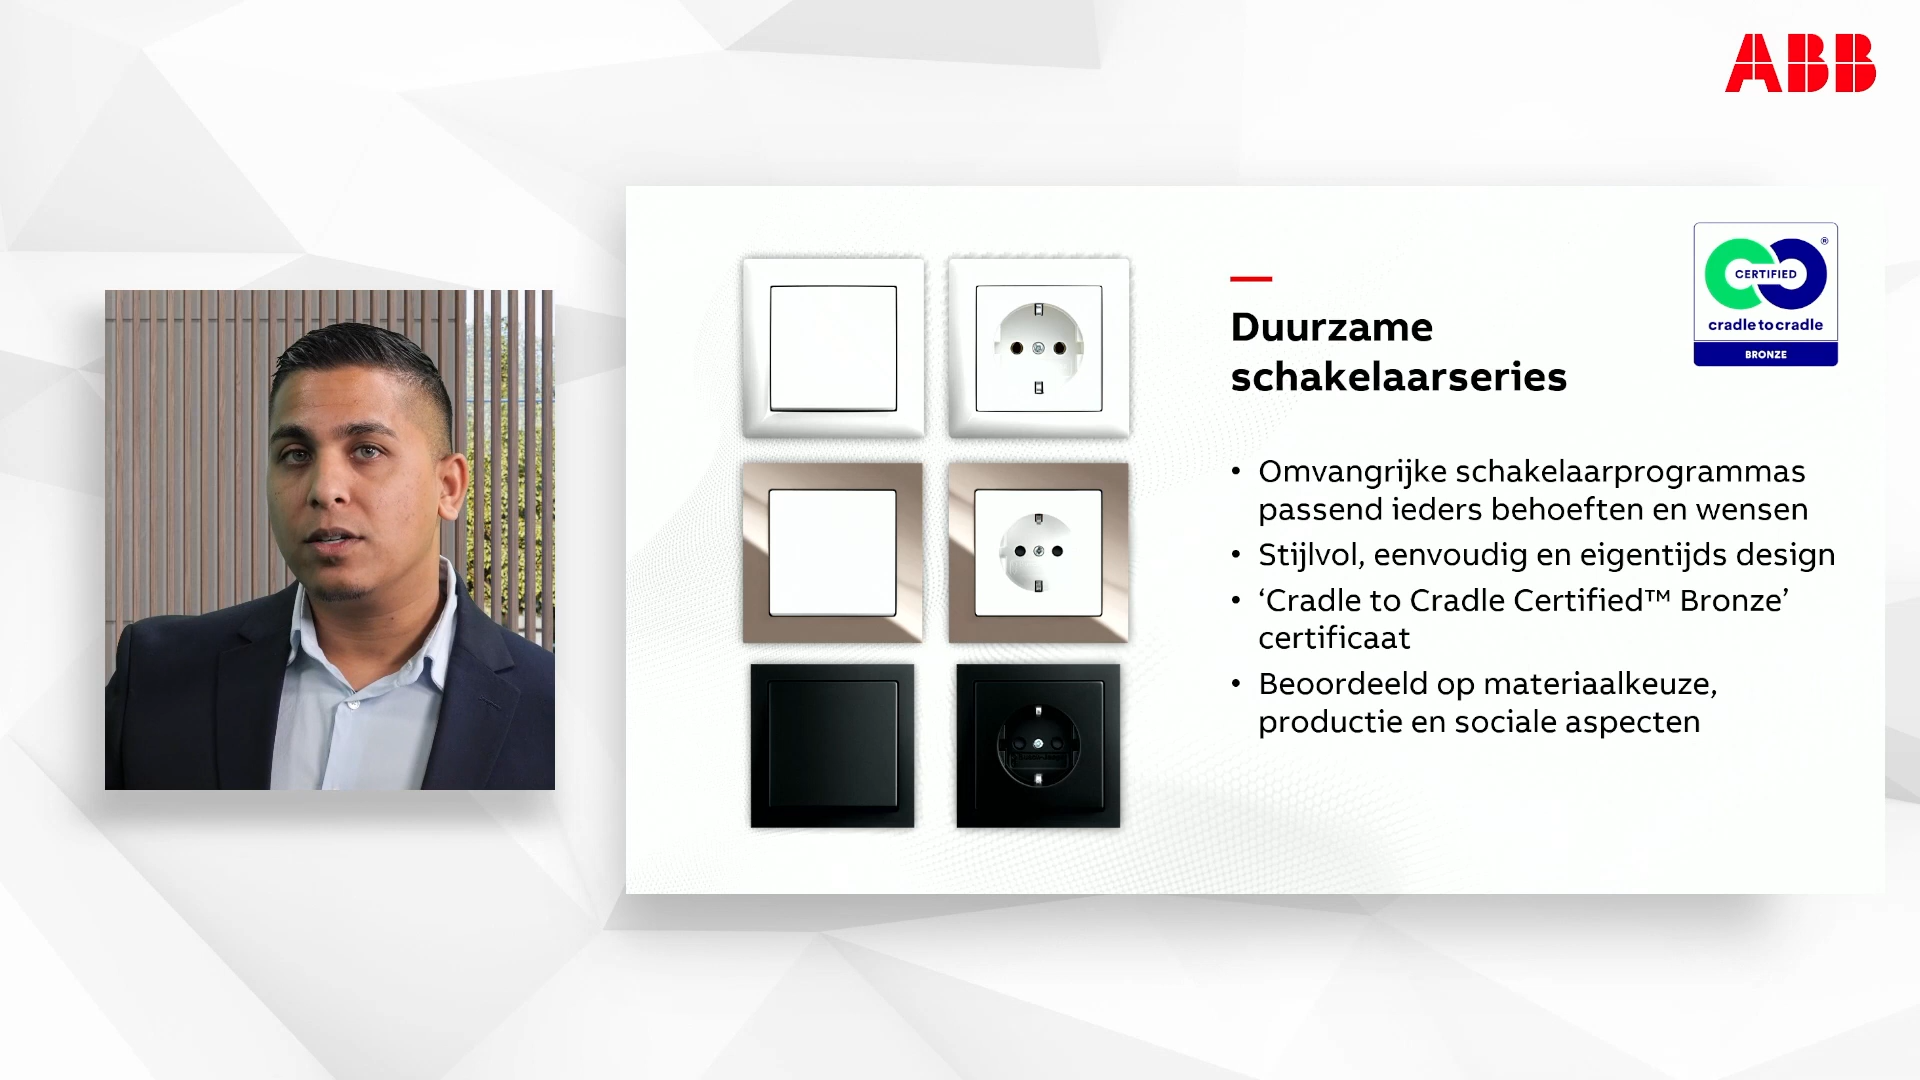 ABB
CERTIFIED
®
cradle to cradle
BRONZE
Duurzame
schakelaarseries
• Omvangrijke schakelaarprogrammas
passend ieders behoeften en wensen
• Stijlvol, eenvoudig en eigentijds design
• ‘Cradle to Cradle Certified™ Bronze’
certificaat
• Beoordeeld op materiaalkeuze,
productie en sociale aspecten